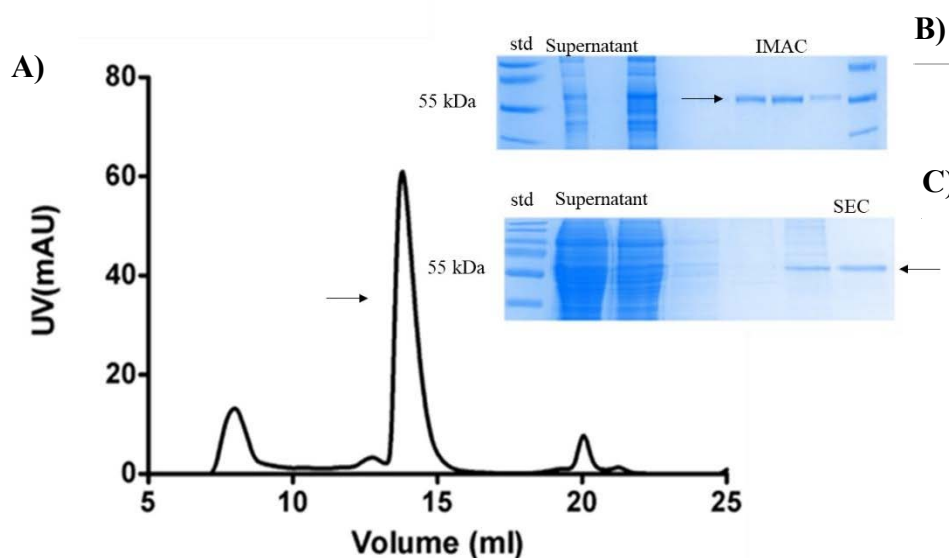 A)
B)
std Supernatant IMAC
55 kDa
C)
std Supernatant SEC
55 kDa
UV(mAU)
80
60
40
20
0
5 10 15 20 25
Volume (ml)